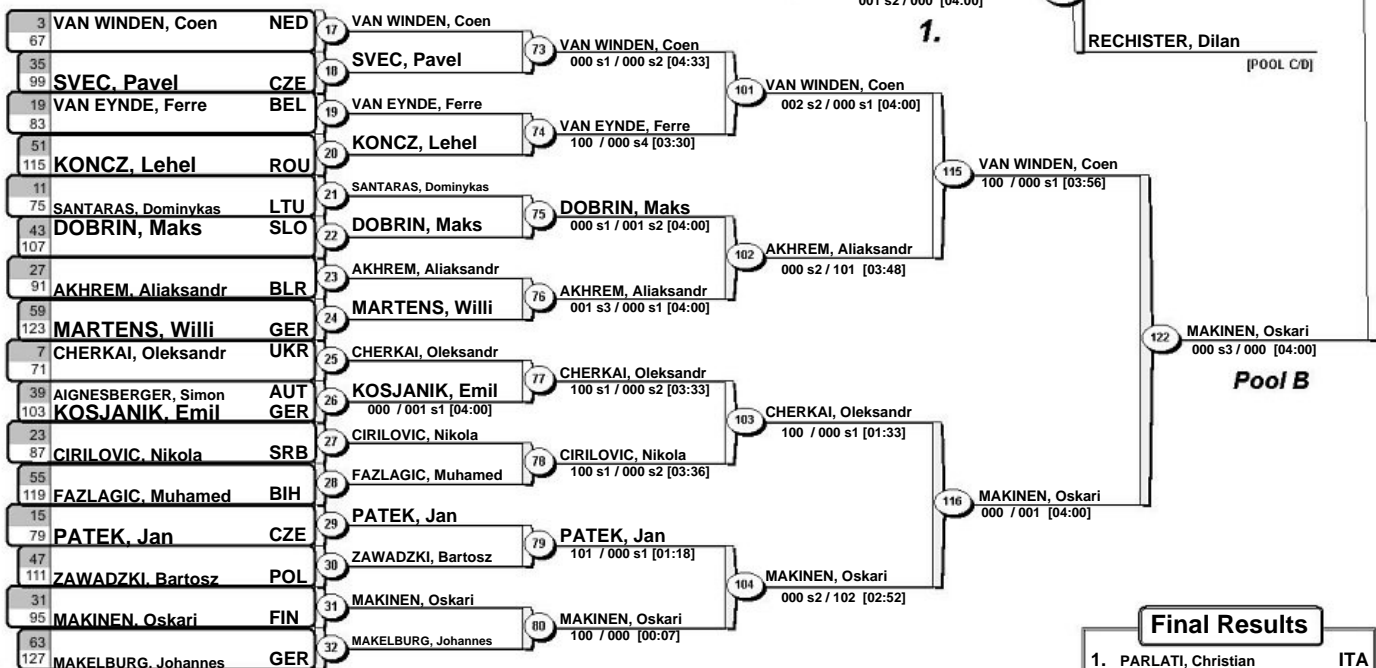 001 s2 / 000 [04:00]
1.
RECHISTER, Dilan
[POOL C/D]
3 VAN WINDEN, Coen NED
67
35
99 SVEC, Pavel CZE
19 VAN EYNDE, Ferre BEL
83
51
115 KONCZ, Lehel ROU
11
75 SANTARAS, Dominykas LTU
43 DOBRIN, Maks SLO
107
27
91 AKHREM, Aliaksandr BLR
59
123 MARTENS, Willi GER
7 CHERKAI, Oleksandr UKR
71
39 AIGNESBERGER, Simon AUT
103 KOSJANIK, Emil GER
23
87 CIRILOVIC, Nikola SRB
55
119 FAZLAGIC, Muhamed BIH
15
79 PATEK, Jan CZE
47
111 ZAWADZKI, Bartosz POL
31
95 MAKINEN, Oskari FIN
63
127 MAKELBURG, Johannes GER
17 VAN WINDEN, Coen
18 SVEC, Pavel
19 VAN EYNDE, Ferre
20 KONCZ, Lehel
21 SANTARAS, Dominykas
22 DOBRIN, Maks
23 AKHREM, Aliaksandr
24 MARTENS, Willi
25 CHERKAI, Oleksandr
26 KOSJANIK, Emil
000 / 001 s1 [04:00]
27 CIRILOVIC, Nikola
28 FAZLAGIC, Muhamed
29 PATEK, Jan
30 ZAWADZKI, Bartosz
31 MAKINEN, Oskari
32 MAKELBURG, Johannes
73 VAN WINDEN, Coen
000 s1 / 000 s2 [04:33]
74 VAN EYNDE, Ferre
100 / 000 s4 [03:30]
75 DOBRIN, Maks
000 s1 / 001 s2 [04:00]
76 AKHREM, Aliaksandr
001 s3 / 000 s1 [04:00]
77 CHERKAI, Oleksandr
100 s1 / 000 s2 [03:33]
78 CIRILOVIC, Nikola
100 s1 / 000 s2 [03:36]
79 PATEK, Jan
101 / 000 s1 [01:18]
80 MAKINEN, Oskari
100 / 000 [00:07]
101 VAN WINDEN, Coen
002 s2 / 000 s1 [04:00]
102 AKHREM, Aliaksandr
000 s2 / 101 [03:48]
103 CHERKAI, Oleksandr
100 / 000 s1 [01:33]
104 MAKINEN, Oskari
000 s2 / 102 [02:52]
115 VAN WINDEN, Coen
100 / 000 s1 [03:56]
116 MAKINEN, Oskari
000 / 001 [04:00]
122 MAKINEN, Oskari
000 s3 / 000 [04:00]
Pool B
Final Results
1. PARLATI, Christian ITA